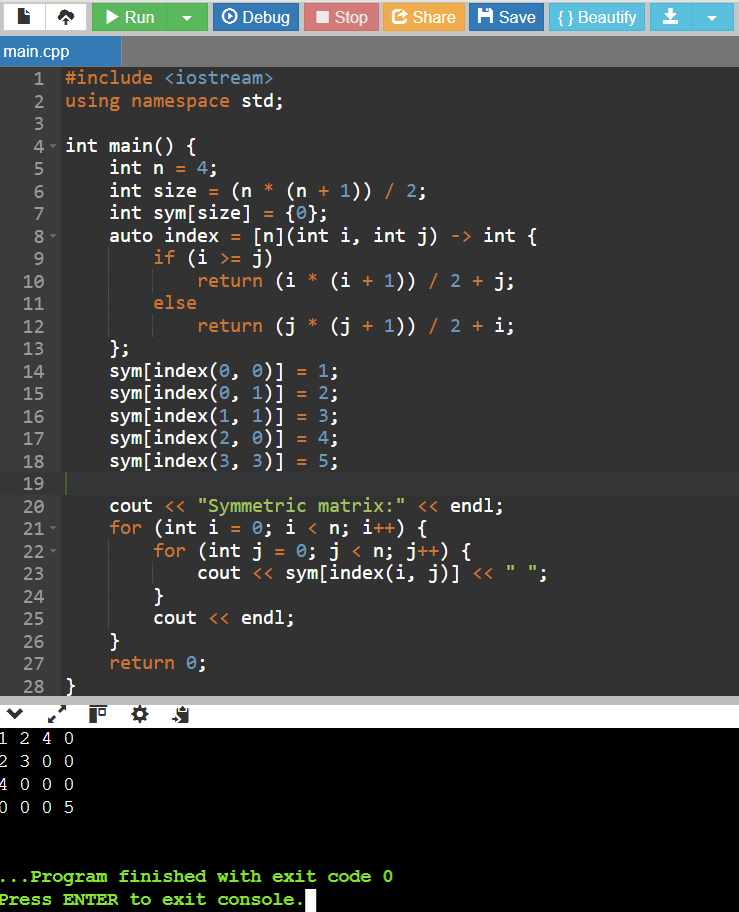 Run Debug Stop Share Save { } Beautify
main.cpp
1 #include <iostream>
2 using namespace std;
3
4 int main() {
5     int n = 4;
6     int size = (n * (n + 1)) / 2;
7     int sym[size] = {0};
8     auto index = [n](int i, int j) -> int {
9         if (i >= j)
10             return (i * (i + 1)) / 2 + j;
11         else
12             return (j * (j + 1)) / 2 + i;
13     };
14     sym[index(0, 0)] = 1;
15     sym[index(0, 1)] = 2;
16     sym[index(1, 1)] = 3;
17     sym[index(2, 0)] = 4;
18     sym[index(3, 3)] = 5;
19
20     cout << "Symmetric matrix:" << endl;
21     for (int i = 0; i < n; i++) {
22         for (int j = 0; j < n; j++) {
23             cout << sym[index(i, j)] << " ";
24         }
25         cout << endl;
26     }
27     return 0;
28 }
1 2 4 0
2 3 0 0
4 0 0 0
0 0 0 5
...Program finished with exit code 0
Press ENTER to exit console.